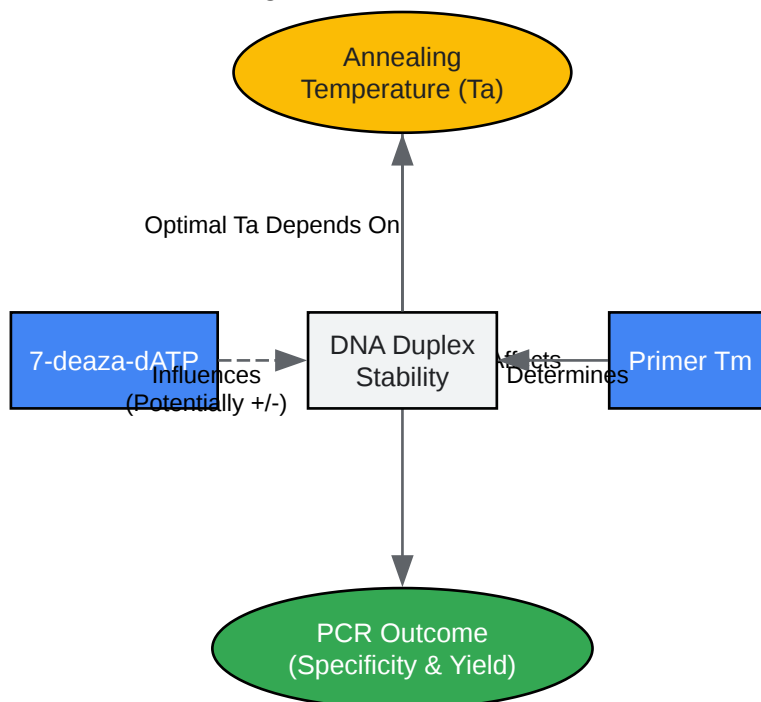 Annealing
Temperature (Ta)
Optimal Ta Depends On
7-deaza-dATP
Influences
(Potentially +/-)
DNA Duplex
Stability
Affects
Determines
Primer Tm
PCR Outcome
(Specificity & Yield)